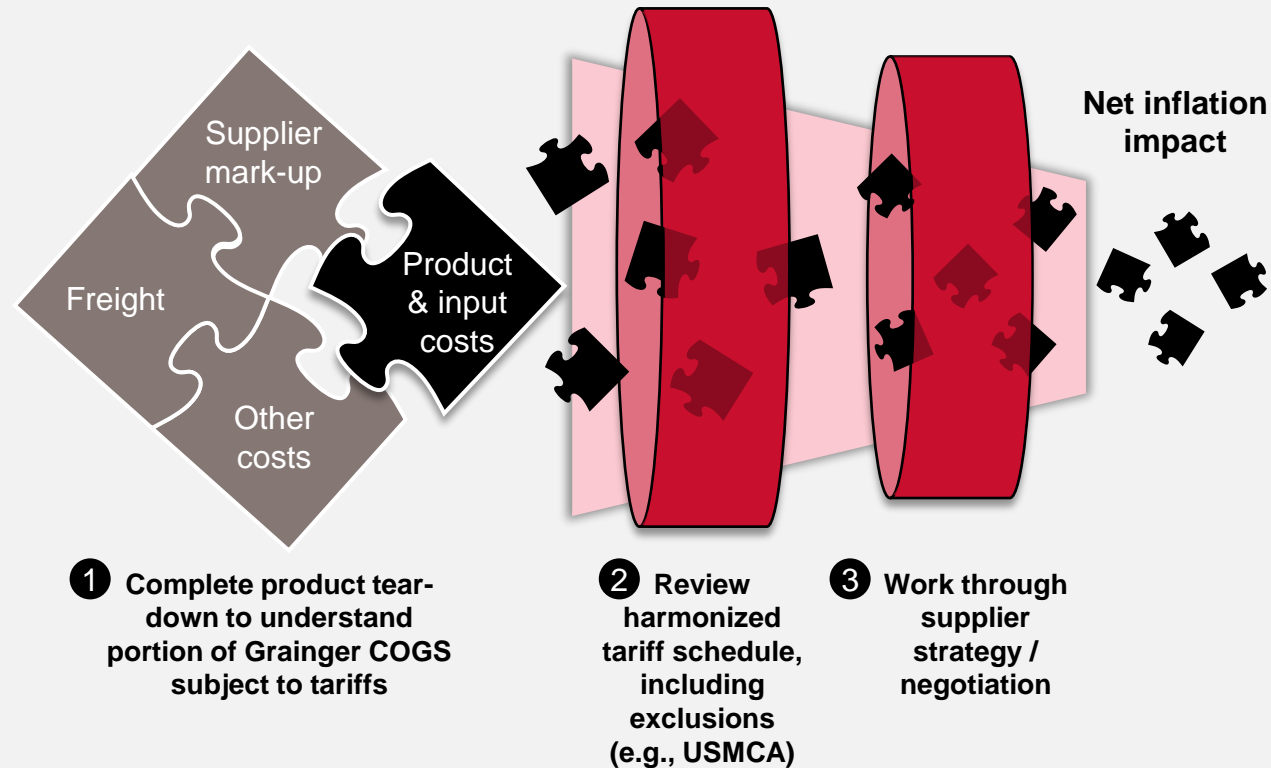 Supplier
mark-up
Freight
Product
& input
costs
Other
costs
Net inflation
impact
1 Complete product tear-
down to understand
portion of Grainger COGS
subject to tariffs
2 Review
harmonized
tariff schedule,
including
exclusions
(e.g., USMCA)
3 Work through
supplier
strategy /
negotiation